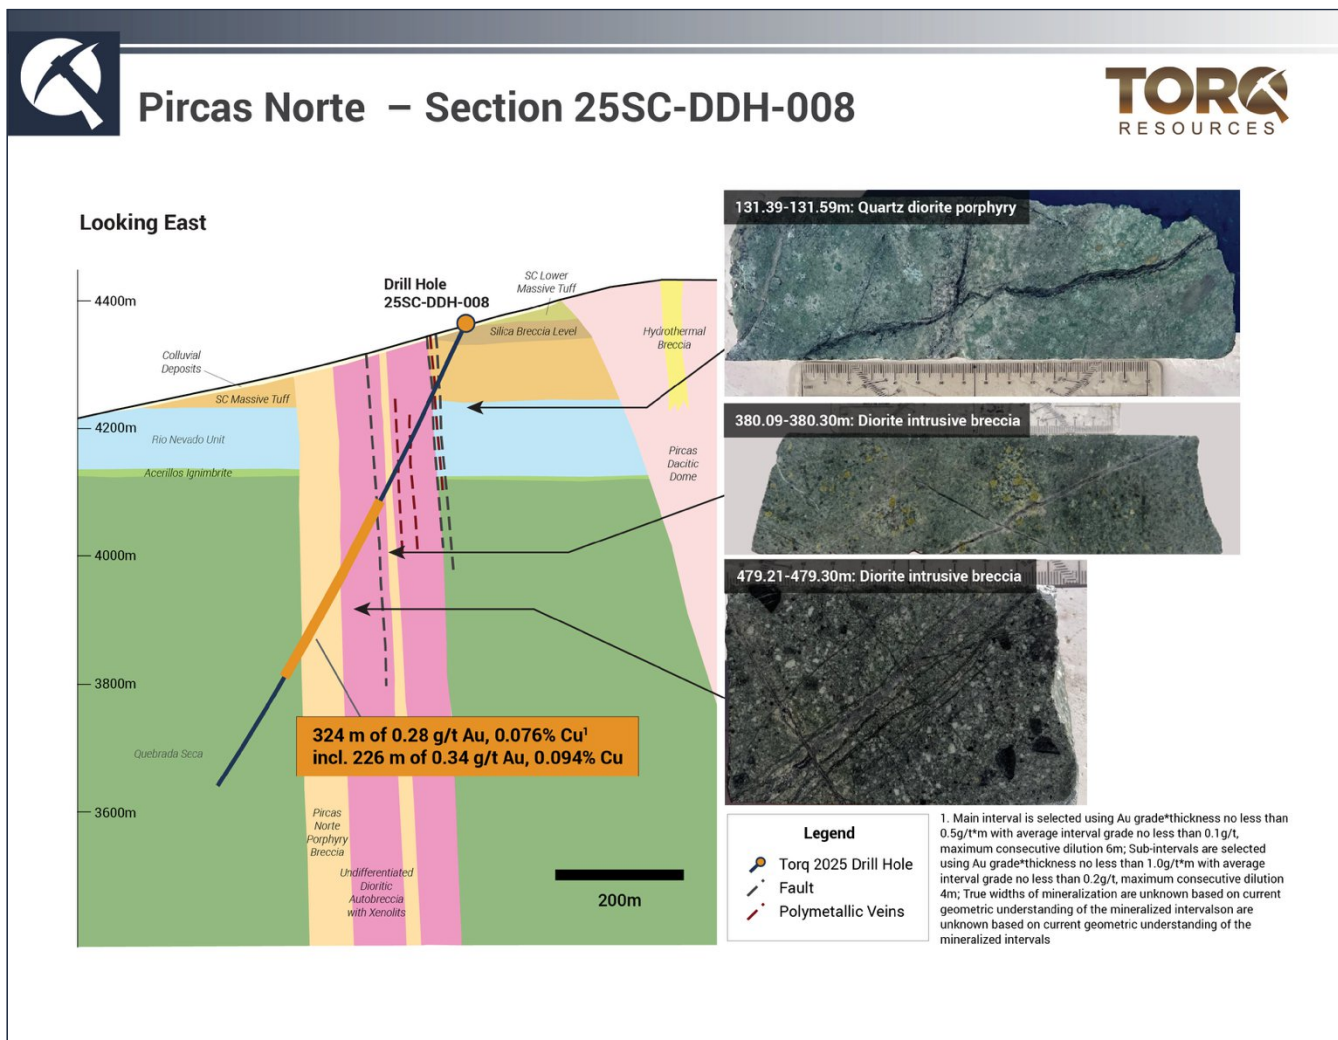 Pircas Norte – Section 25SC-DDH-008
TORQ
RESOURCES
Looking East
4400m
4200m
4000m
3800m
3600m
Drill Hole
25SC-DDH-008
SC Lower
Massive Tuff
Silica Breccia Level
Hydrothermal
Breccia
Colluvial
Deposits
SC Massive Tuff
Rio Nevado Unit
Acerillos Ignimbrite
Pircas
Dacitic
Dome
Quebrada Seca
324 m of 0.28 g/t Au, 0.076% Cu¹
incl. 226 m of 0.34 g/t Au, 0.094% Cu
Pircas
Norte
Porphyry
Breccia
Undifferentiated
Dioritic
Autobreccia
with Xenolits
200m
131.39-131.59m: Quartz diorite porphyry
380.09-380.30m: Diorite intrusive breccia
479.21-479.30m: Diorite intrusive breccia
Legend
Torq 2025 Drill Hole
Fault
Polymetallic Veins
1. Main interval is selected using Au grade*thickness no less than
0.5g/t*m with average interval grade no less than 0.1g/t,
maximum consecutive dilution 6m; Sub-intervals are selected
using Au grade*thickness no less than 1.0g/t*m with average
interval grade no less than 0.2g/t, maximum consecutive dilution
4m; True widths of mineralization are unknown based on current
geometric understanding of the mineralized intervalson are
unknown based on current geometric understanding of the
mineralized intervals